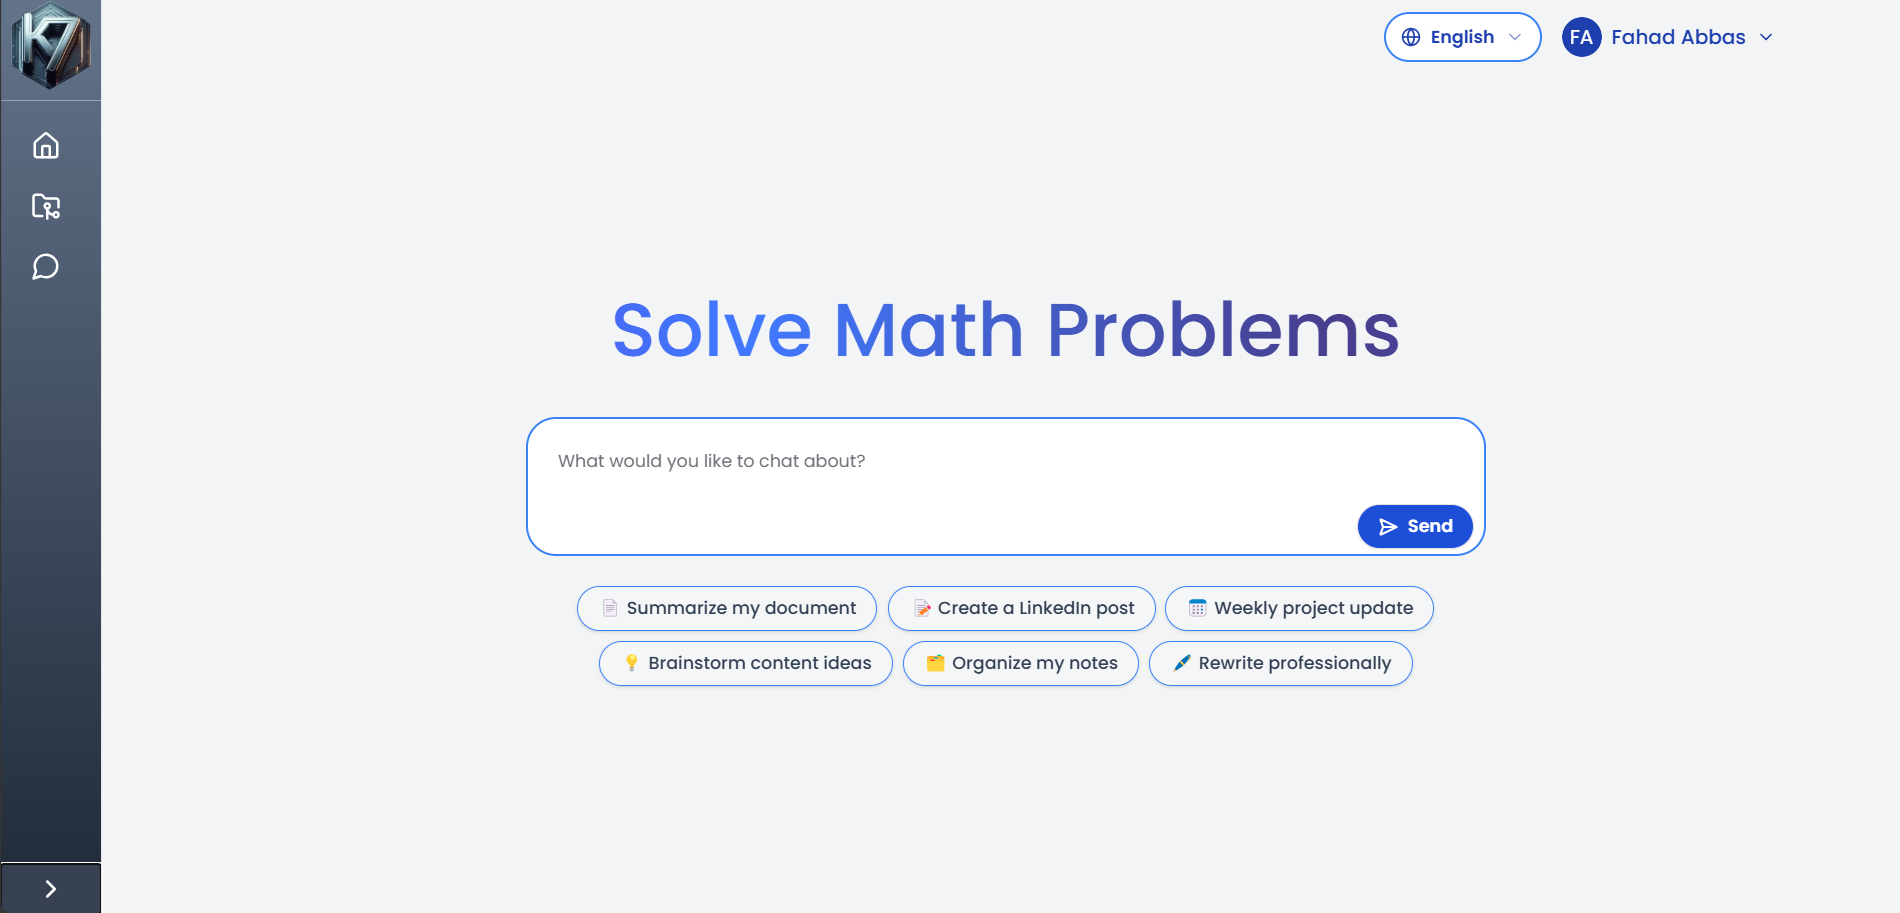 K7
English
FA Fahad Abbas
Solve Math Problems
What would you like to chat about?
Send
Summarize my document
Create a LinkedIn post
Weekly project update
Brainstorm content ideas
Organize my notes
Rewrite professionally